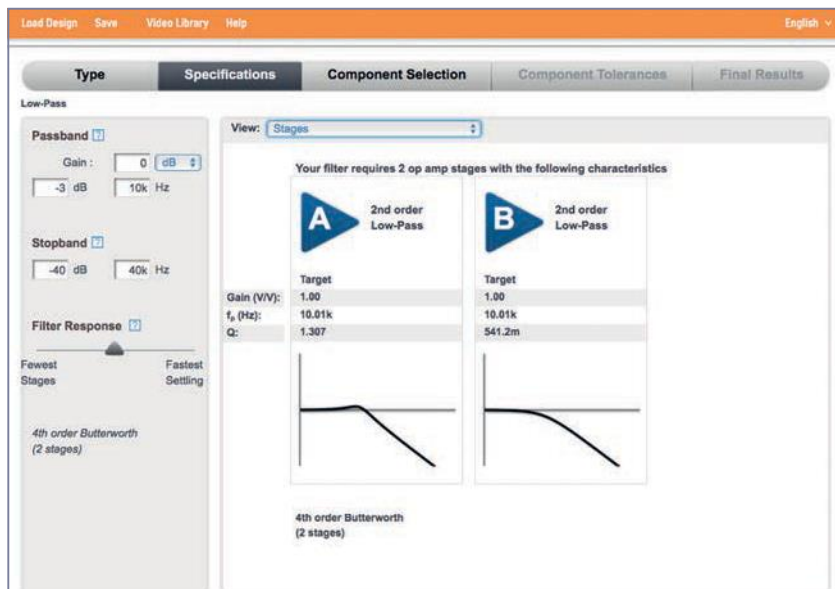 Load Design Save Video Library Help English
Type Specifications Component Selection Component Tolerances Final Results
Low-Pass
Passband ?
Gain : 0 dB
-3 dB 10k Hz
Stopband ?
-40 dB 40k Hz
Filter Response ?
Fewest Stages
Fastest Settling
4th order Butterworth
(2 stages)
View: Stages
Your filter requires 2 op amp stages with the following characteristics
A 2nd order
Low-Pass
B 2nd order
Low-Pass
Target Target
Gain (V/V): 1.00 1.00
fp (Hz): 10.01k 10.01k
Q: 1.307 541.2m
4th order Butterworth
(2 stages)